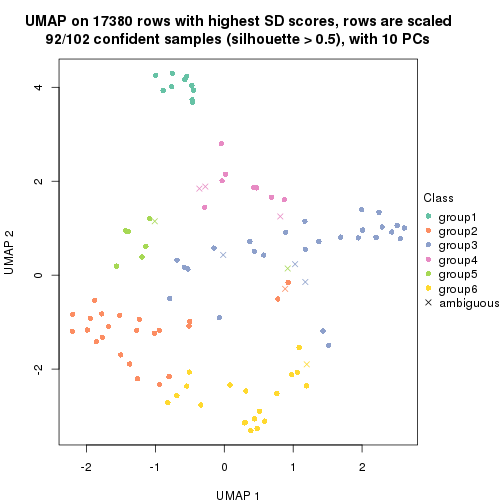 UMAP on 17380 rows with highest SD scores, rows are scaled
92/102 confident samples (silhouette > 0.5), with 10 PCs
4
2
0
-2
UMAP 2
-2
-1
0
1
2
UMAP 1
Class
group1
group2
group3
group4
group5
group6
ambiguous